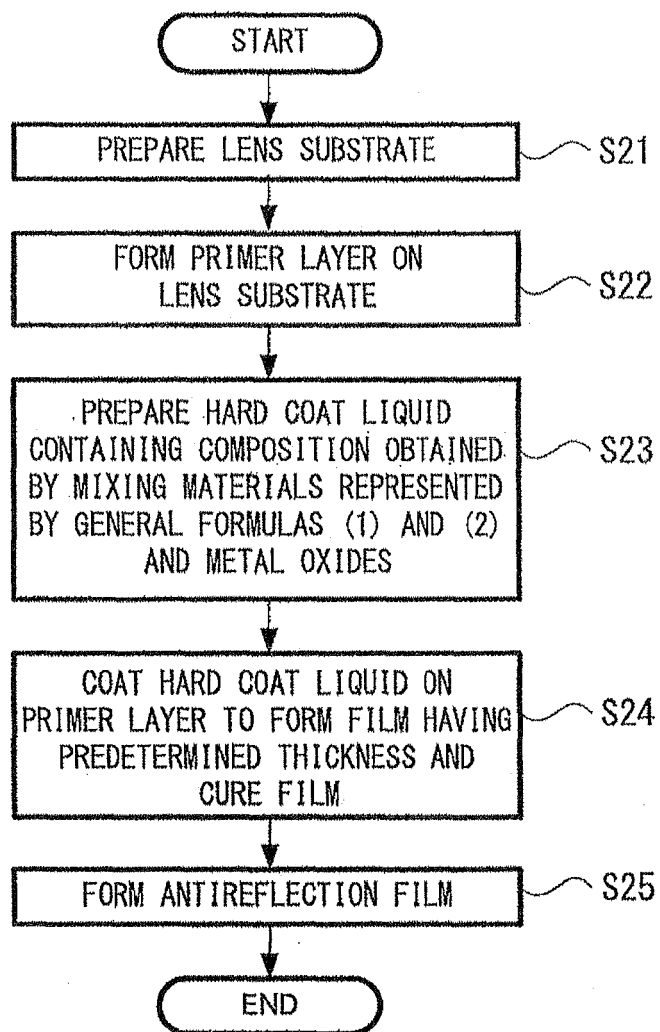 START
PREPARE LENS SUBSTRATE
S21
FORM PRIMER LAYER ON
LENS SUBSTRATE
S22
PREPARE HARD COAT LIQUID
CONTAINING COMPOSITION OBTAINED
BY MIXING MATERIALS REPRESENTED
BY GENERAL FORMULAS (1) AND (2)
AND METAL OXIDES
S23
COAT HARD COAT LIQUID ON
PRIMER LAYER TO FORM FILM HAVING
PREDETERMINED THICKNESS AND
CURE FILM
S24
FORM ANTIREFLECTION FILM
S25
END